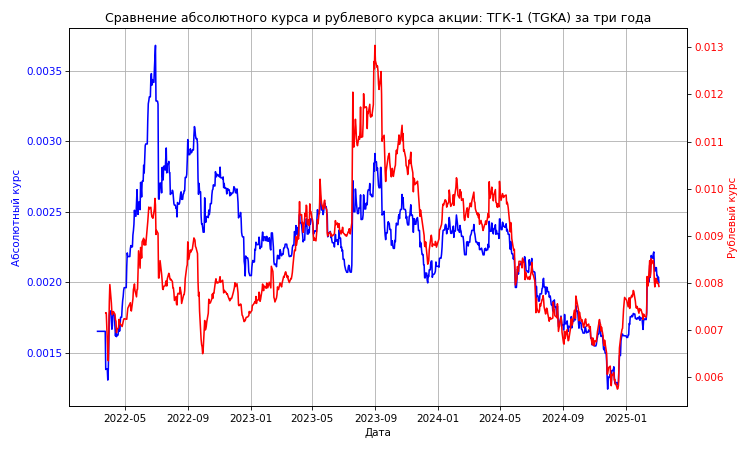 Сравнение абсолютного курса и рублевого курса акции: ТГК-1 (TGKA) за три года
Абсолютный курс
0.0035
0.0030
0.0025
0.0020
0.0015
0.013
0.012
0.011
0.010
0.009
0.008
0.007
0.006
Рублевый курс
2022-05 2022-09 2023-01 2023-05 2023-09 2024-01 2024-05 2024-09 2025-01
Дата